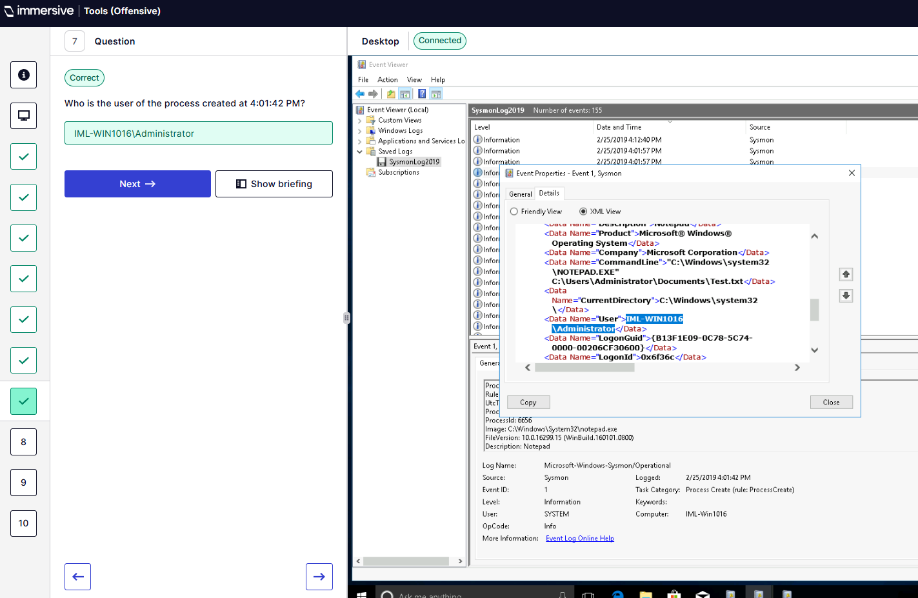 immersive | Tools (Offensive)
7 Question
Correct
Who is the user of the process created at 4:01:42 PM?
IML-WIN1016\Administrator
Next →
Show briefing
8
9
10
Desktop Connected
Event Viewer
File Action View Help
Event Viewer (Local)
Custom Views
Windows Logs
Applications and Services Lo
Saved Logs
SysmonLog2019
Subscriptions
SysmonLog2019 Number of events: 155
Level Date and Time Source
Information 2/25/2019 4:12:40 PM Sysmon
Information 2/25/2019 4:01:57 PM Sysmon
Information 2/25/2019 4:01:57 PM Sysmon
Event Properties - Event 1, Sysmon
General Details
Friendly View XML View
<Data Name="Description">Notepad</Data>
<Data Name="Product">Microsoft® Windows®
Operating System</Data>
<Data Name="Company">Microsoft Corporation</Data>
<Data Name="CommandLine">"C:\Windows\system32
\NOTEPAD.EXE"
C:\Users\Administrator\Documents\Test.txt</Data>
<Data
Name="CurrentDirectory">C:\Windows\system32
\</Data>
<Data Name="User">IML-WIN1016
\Administrator</Data>
<Data Name="LogonGuid">{B13F1E09-0C78-5C74-
0000-00206CF30600}</Data>
<Data Name="LogonId">0x6f36c</Data>
Copy Close
Event 1,
Gener
Proc
Rule
UtcT
Proc
ProcessId: 6656
Image: C:\Windows\System32\notepad.exe
FileVersion: 10.0.16299.15 (WinBuild.160101.0800)
Description: Notepad
Log Name: Microsoft-Windows-Sysmon/Operational
Source: Sysmon Logged: 2/25/2019 4:01:42 PM
Event ID: 1 Task Category: Process Create (rule: ProcessCreate)
Level: Information Keywords:
User: SYSTEM Computer: IML-Win1016
OpCode: Info
More Information: Event Log Online Help
Ask me anything